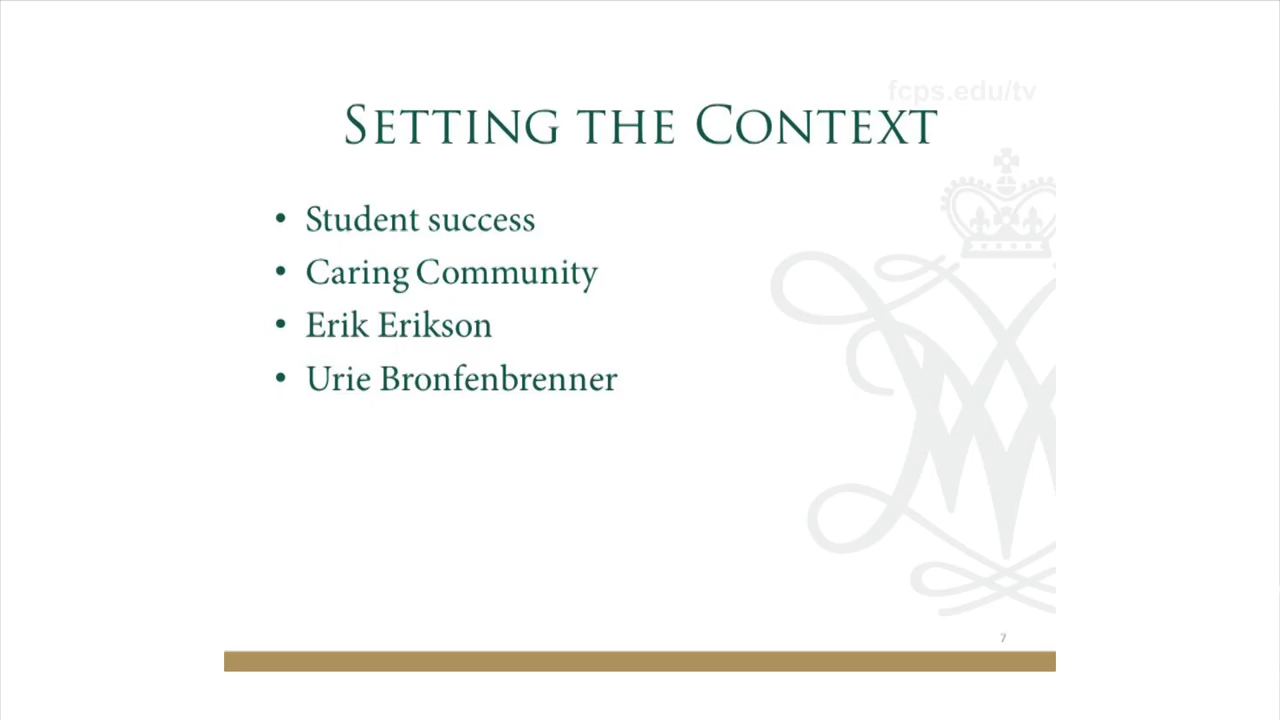 fcps.edu/tv
Setting the Context
• Student success
• Caring Community
• Erik Erikson
• Urie Bronfenbrenner
7